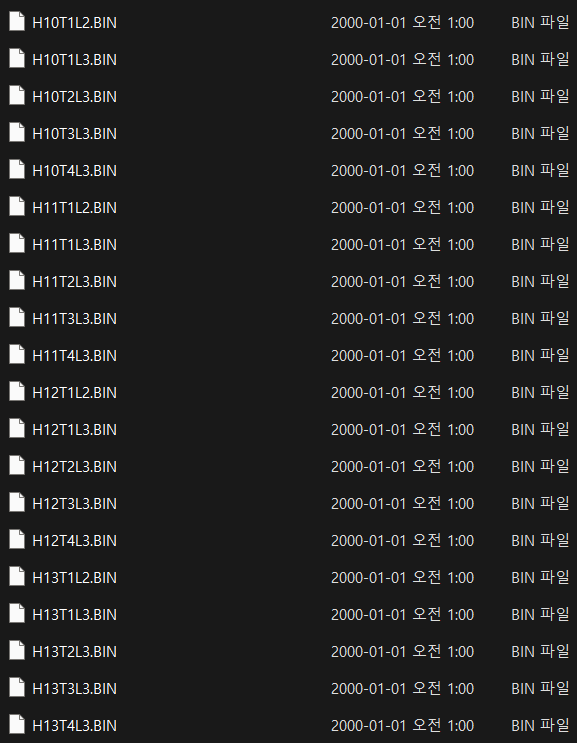 H10T1L2.BIN 2000-01-01 오전 1:00 BIN 파일
H10T1L3.BIN 2000-01-01 오전 1:00 BIN 파일
H10T2L3.BIN 2000-01-01 오전 1:00 BIN 파일
H10T3L3.BIN 2000-01-01 오전 1:00 BIN 파일
H10T4L3.BIN 2000-01-01 오전 1:00 BIN 파일
H11T1L2.BIN 2000-01-01 오전 1:00 BIN 파일
H11T1L3.BIN 2000-01-01 오전 1:00 BIN 파일
H11T2L3.BIN 2000-01-01 오전 1:00 BIN 파일
H11T3L3.BIN 2000-01-01 오전 1:00 BIN 파일
H11T4L3.BIN 2000-01-01 오전 1:00 BIN 파일
H12T1L2.BIN 2000-01-01 오전 1:00 BIN 파일
H12T1L3.BIN 2000-01-01 오전 1:00 BIN 파일
H12T2L3.BIN 2000-01-01 오전 1:00 BIN 파일
H12T3L3.BIN 2000-01-01 오전 1:00 BIN 파일
H12T4L3.BIN 2000-01-01 오전 1:00 BIN 파일
H13T1L2.BIN 2000-01-01 오전 1:00 BIN 파일
H13T1L3.BIN 2000-01-01 오전 1:00 BIN 파일
H13T2L3.BIN 2000-01-01 오전 1:00 BIN 파일
H13T3L3.BIN 2000-01-01 오전 1:00 BIN 파일
H13T4L3.BIN 2000-01-01 오전 1:00 BIN 파일